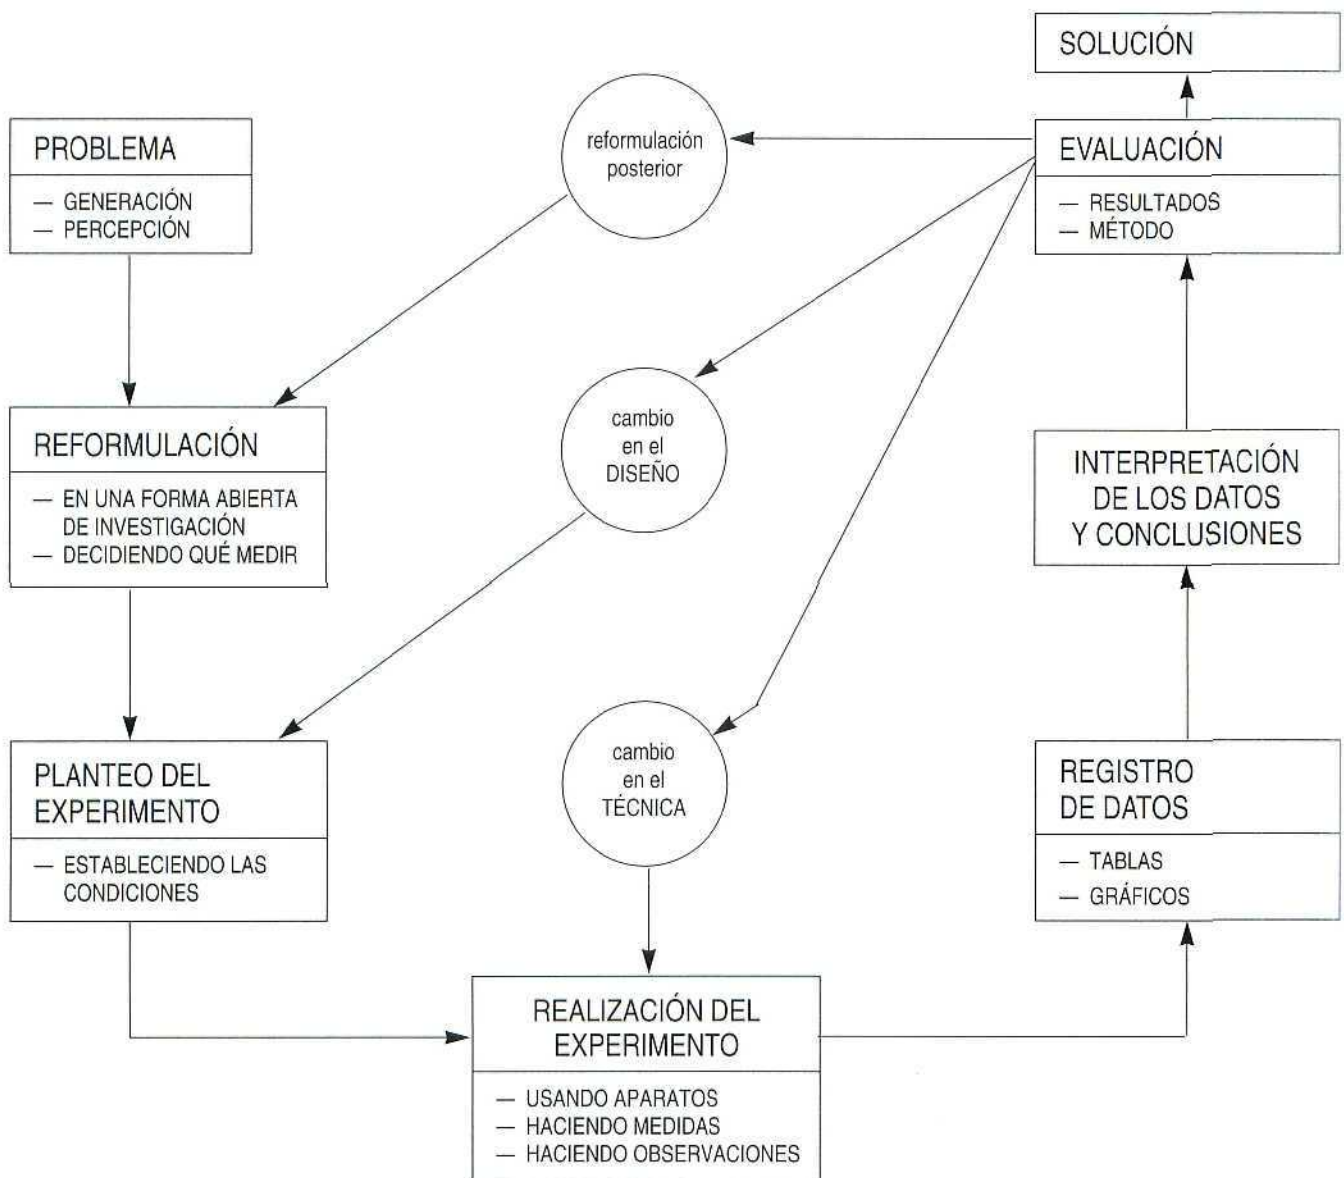 PROBLEMA
— GENERACIÓN
— PERCEPCIÓN
REFORMULACIÓN
— EN UNA FORMA ABIERTA
DE INVESTIGACIÓN
— DECIDIENDO QUÉ MEDIR
PLANTEO DEL
EXPERIMENTO
— ESTABLECIENDO LAS
CONDICIONES
REALIZACIÓN DEL
EXPERIMENTO
— USANDO APARATOS
— HACIENDO MEDIDAS
— HACIENDO OBSERVACIONES
REGISTRO
DE DATOS
— TABLAS
— GRÁFICOS
INTERPRETACIÓN
DE LOS DATOS
Y CONCLUSIONES
EVALUACIÓN
— RESULTADOS
— MÉTODO
SOLUCIÓN
reformulación
posterior
cambio
en el
DISEÑO
cambio
en el
TÉCNICA